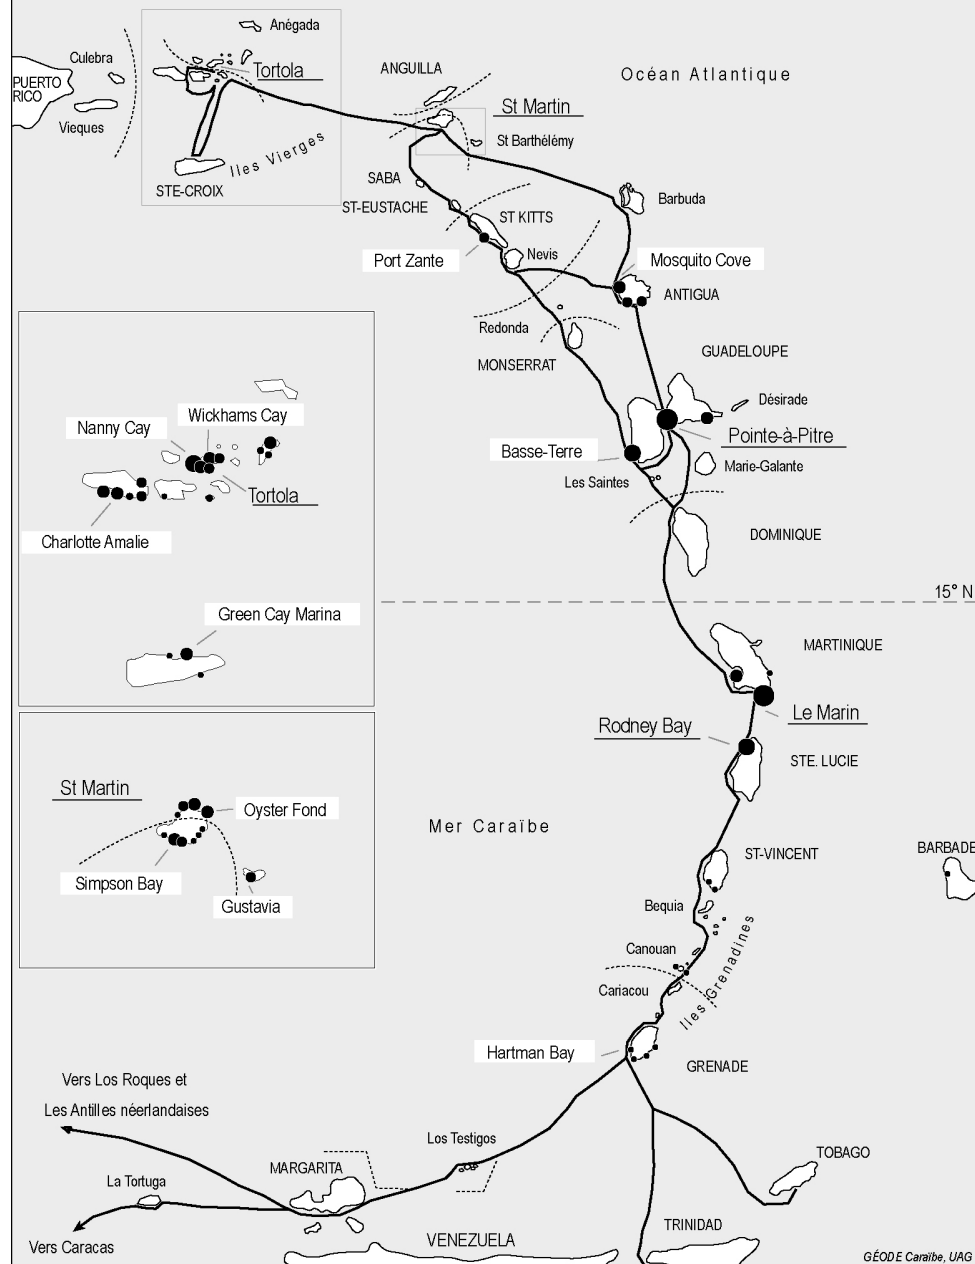 Anégada
Culebra
Tortola
ANGUILLA
Océan Atlantique
PUERTO
RICO
St Martin
Vieques
St Barthélémy
Iles Vierges
SABA
STE-CROIX
Barbuda
ST-EUSTACHE
ST KITTS
Port Zante
Nevis
Mosquito Cove
ANTIGUA
Redonda
GUADELOUPE
MONSERRAT
Désirade
Wickhams Cay
Nanny Cay
Pointe-à-Pitre
Basse-Terre
Marie-Galante
Les Saintes
Tortola
DOMINIQUE
Charlotte Amalie
15° N
Green Cay Marina
MARTINIQUE
Le Marin
Rodney Bay
STE. LUCIE
St Martin
Oyster Fond
Mer Caraïbe
BARBADE
ST-VINCENT
Simpson Bay
Gustavia
Bequia
Canouan
Iles Grenadines
Cariacou
Hartman Bay
GRENADE
Vers Los Roques et
Les Antilles néerlandaises
Los Testigos
TOBAGO
MARGARITA
La Tortuga
TRINIDAD
VENEZUELA
Vers Caracas
GÉODE Caraïbe, UAG